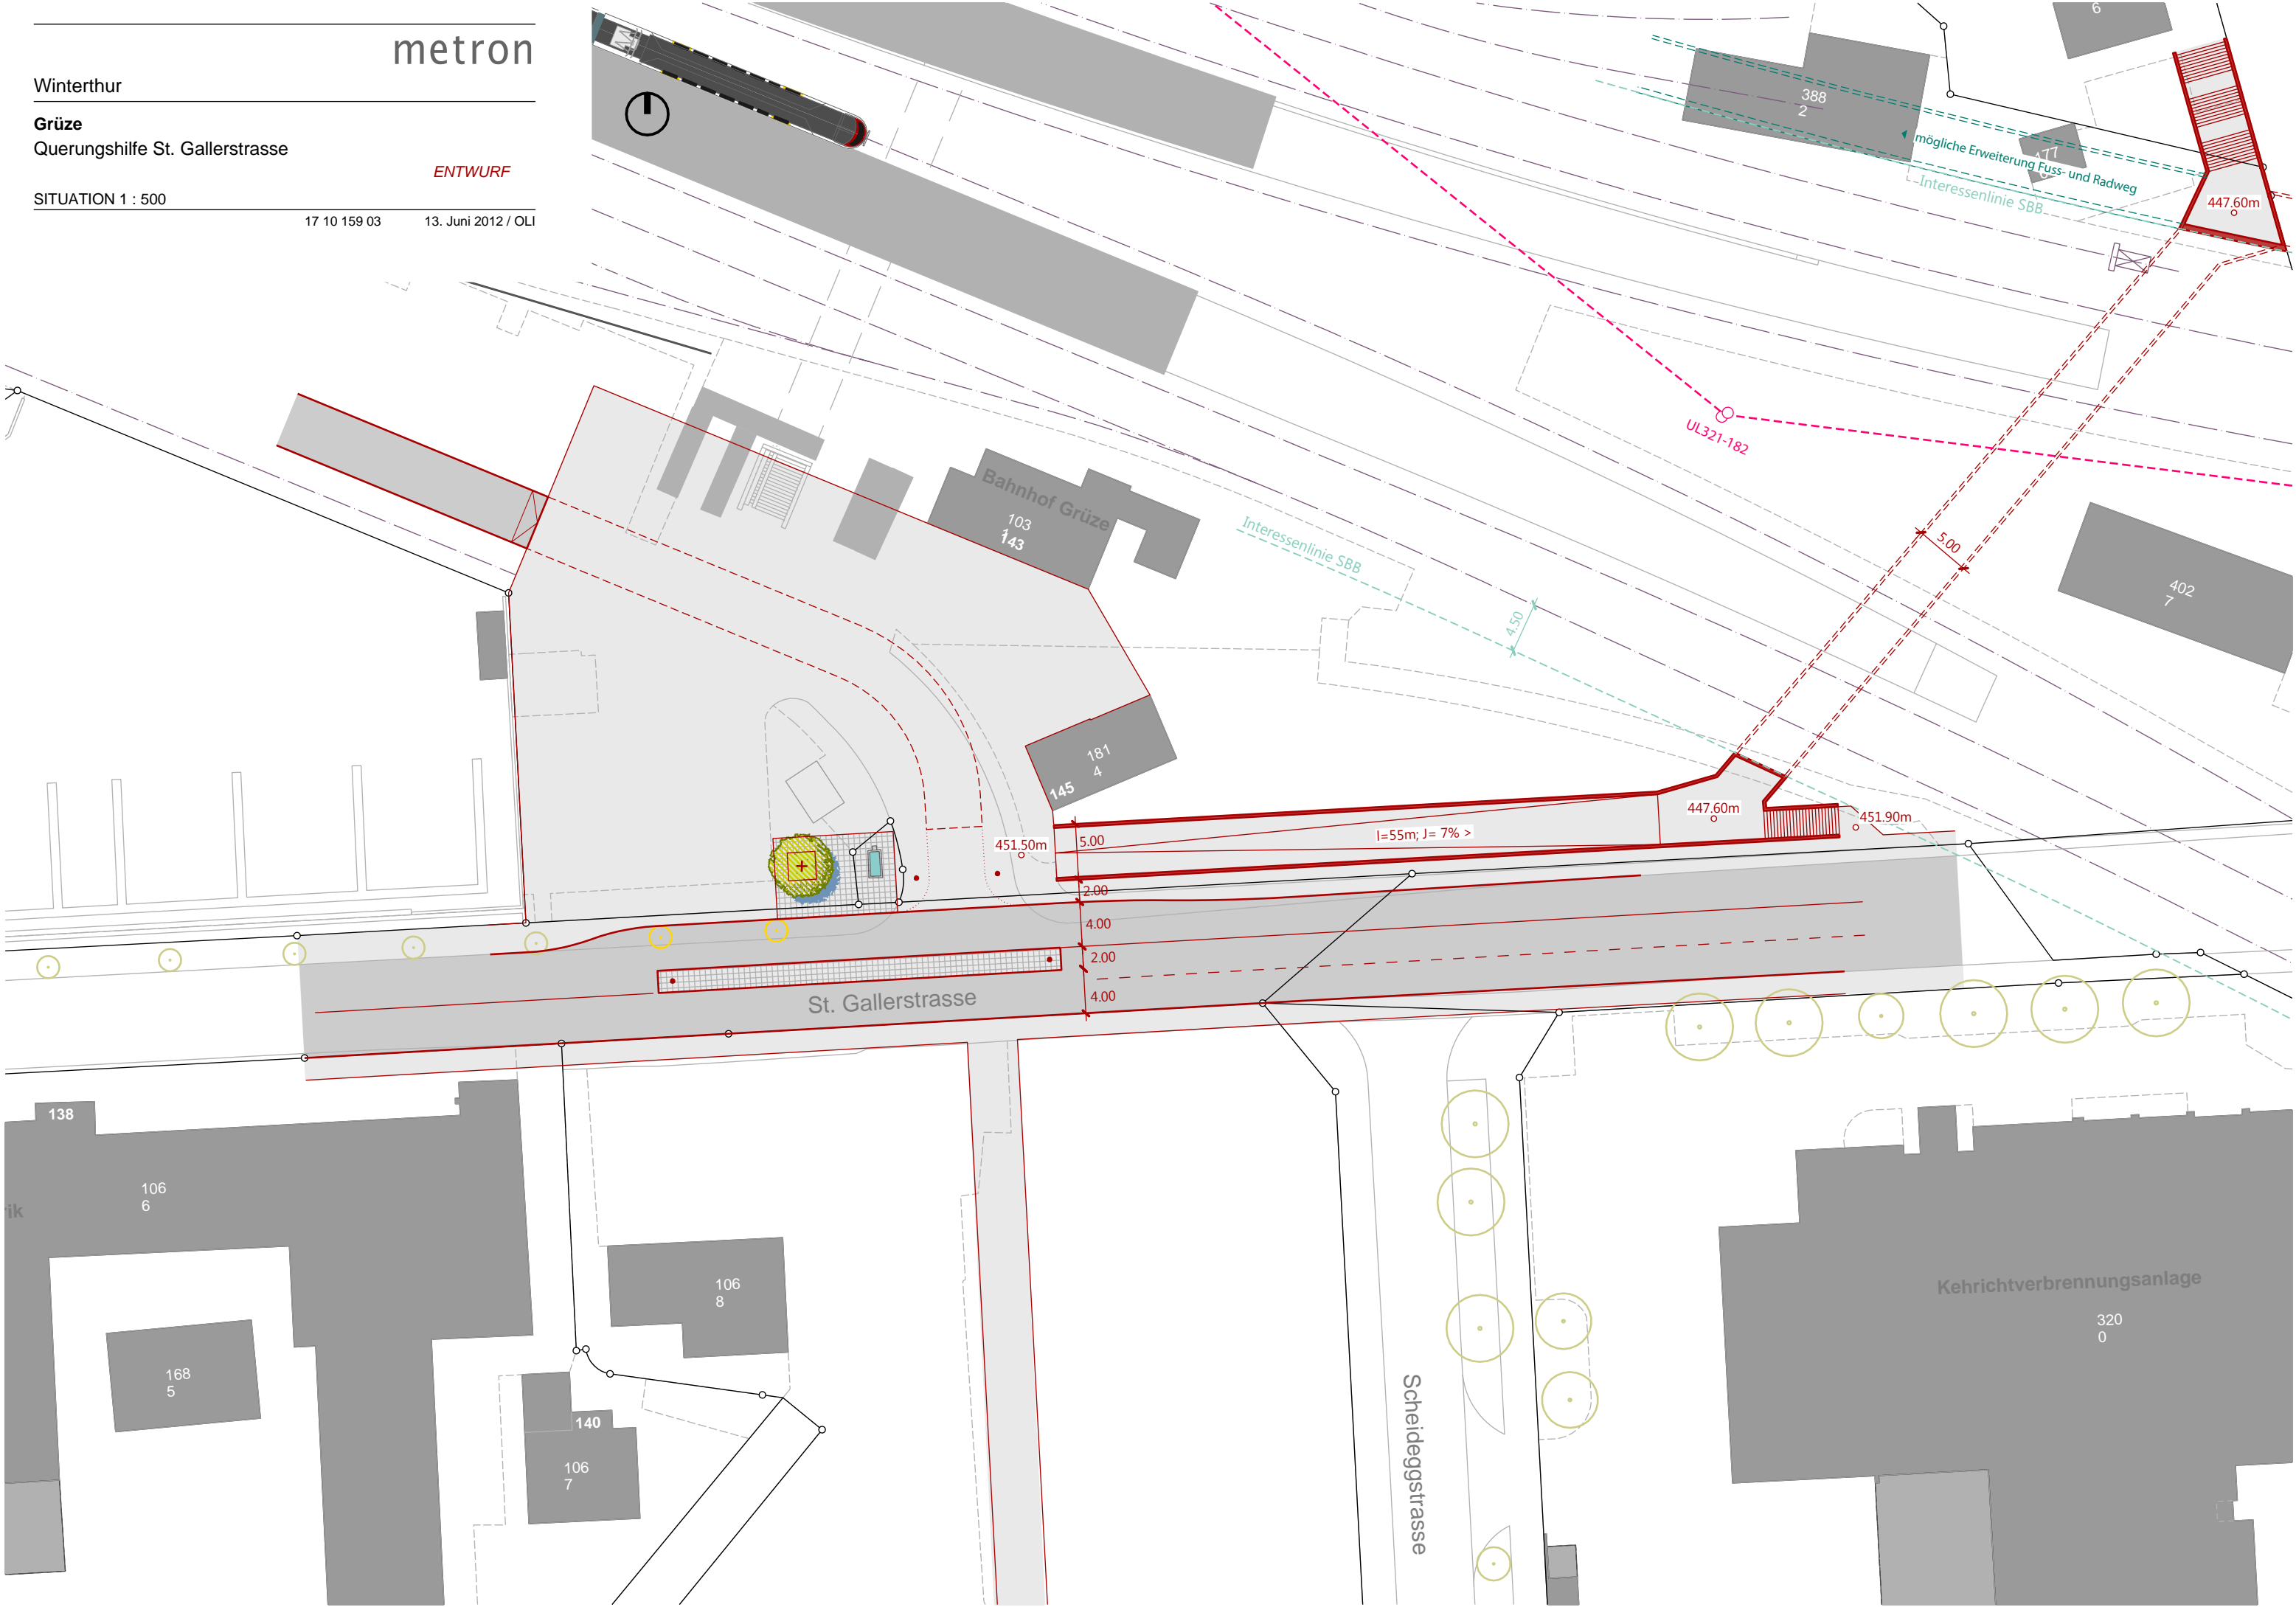 metron
Winterthur
Grüze
Querungshilfe St. Gallerstrasse
ENTWURF
SITUATION 1 : 500
17 10 159 03 13. Juni 2012 / OLI
6
388
2
mögliche Erweiterung Fuss- und Radweg
Interessenlinie SBB
447.60m
UL321-182
Bahnhof Grüze
103
143
Interessenlinie SBB
4.50
5.00
402
7
181
4
145
451.50m
5.00
l=55m; J= 7% >
447.60m
451.90m
2.00
4.00
2.00
4.00
St. Gallerstrasse
138
106
6
rik
168
5
106
8
140
106
7
Scheideggstrasse
Kehrichtverbrennungsanlage
320
0